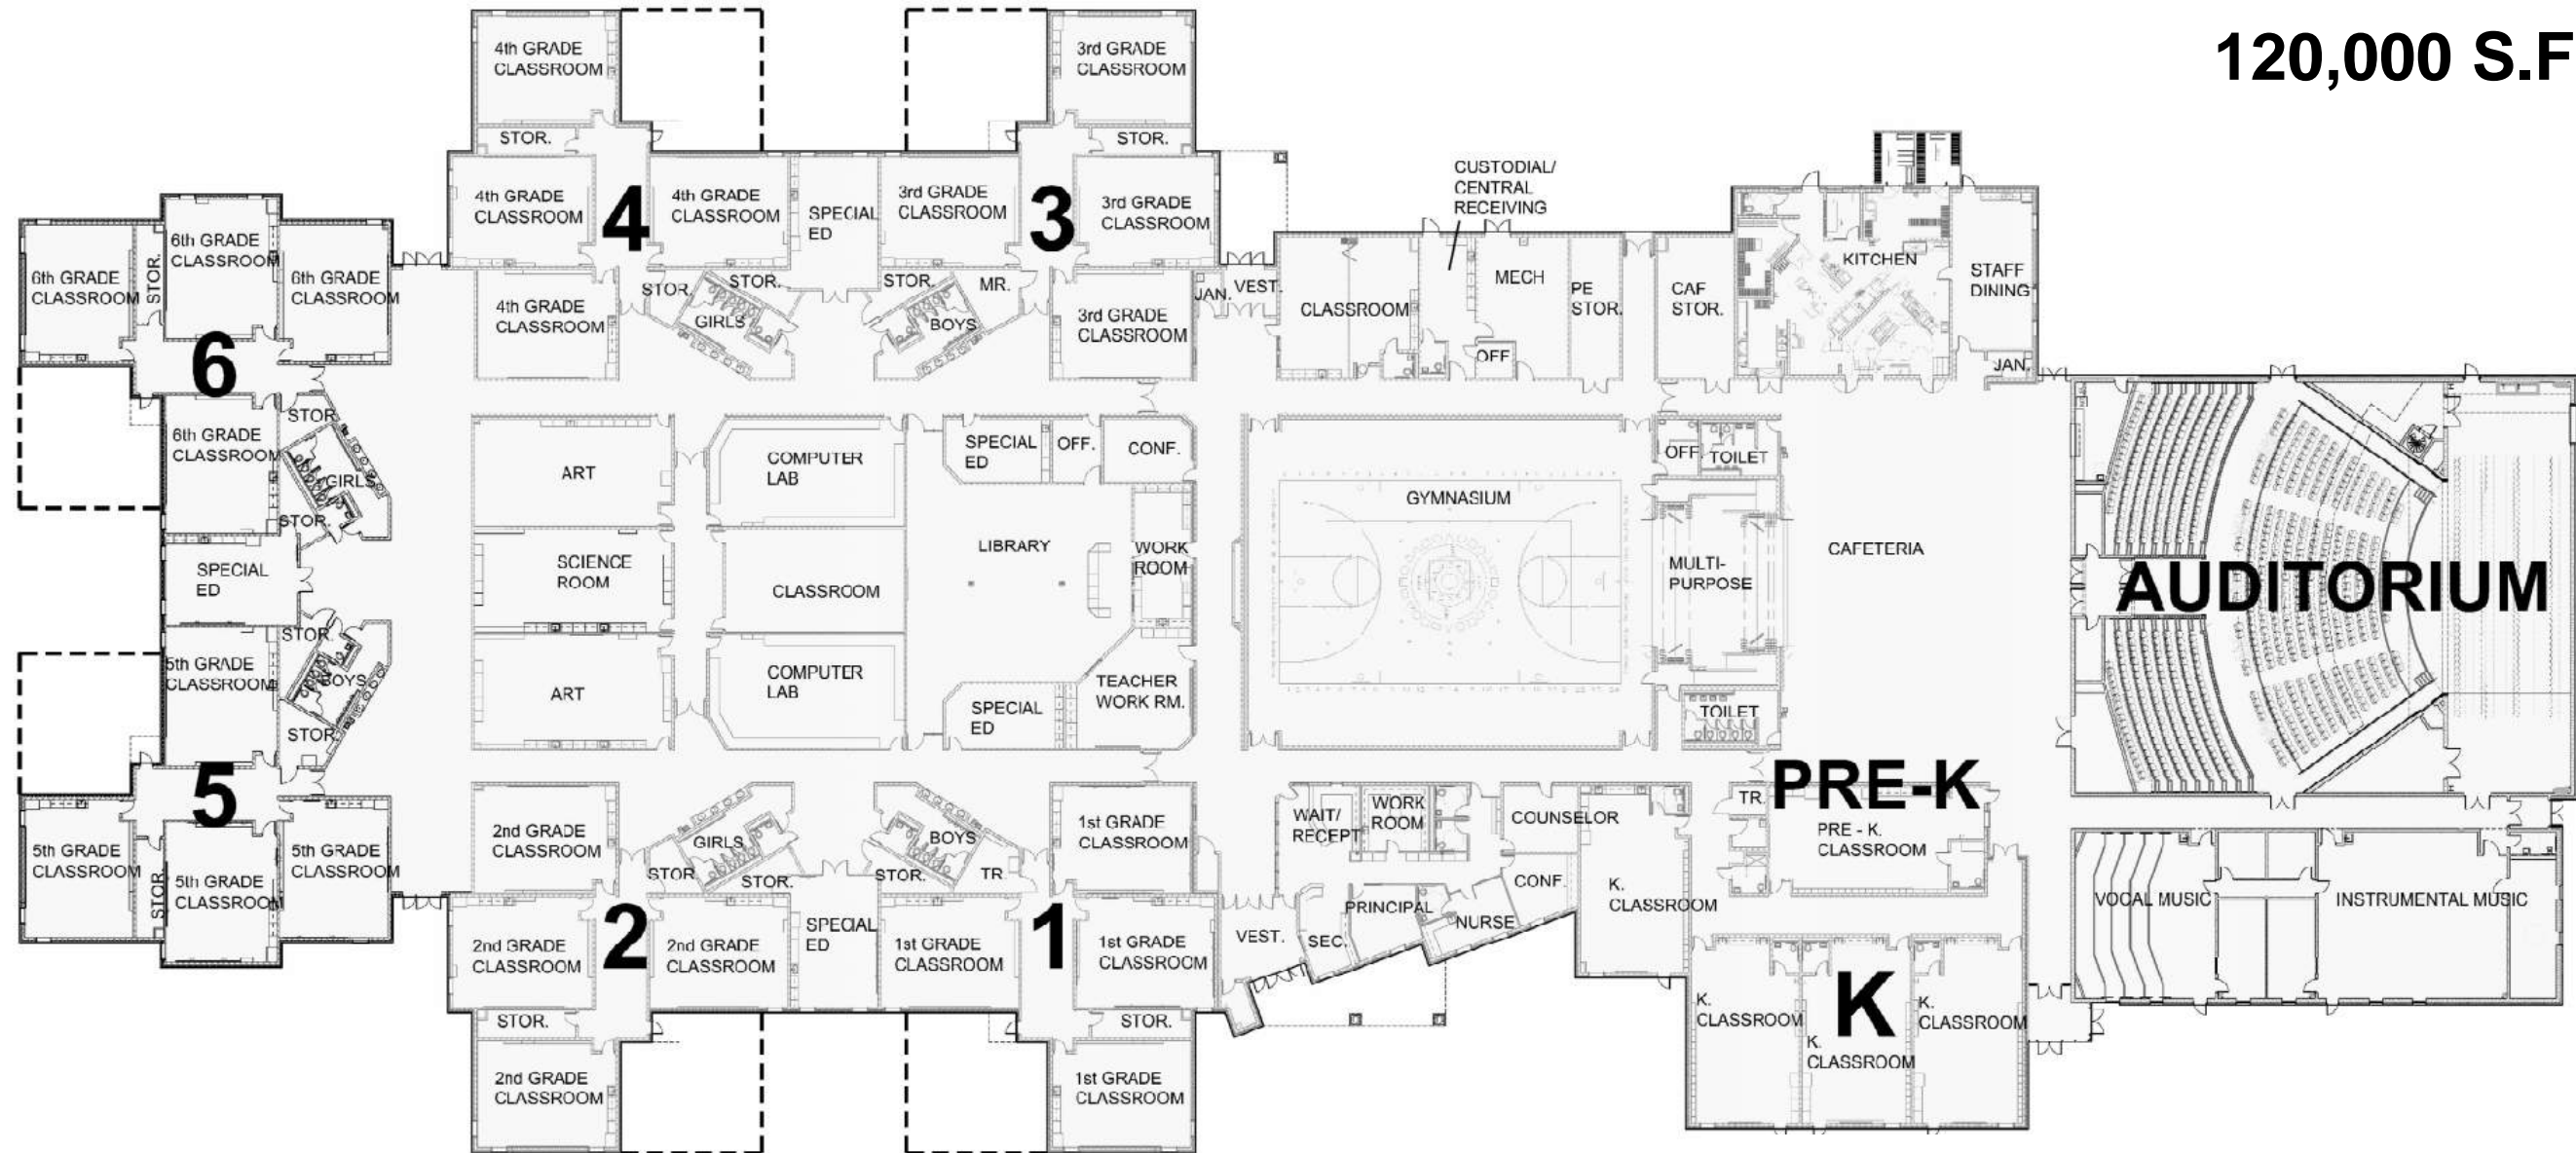 120,000 S.F
4th GRADE
CLASSROOM
3rd GRADE
CLASSROOM
STOR.
STOR.
4th GRADE
CLASSROOM
4
4th GRADE
CLASSROOM
SPECIAL
ED
3rd GRADE
CLASSROOM
3
3rd GRADE
CLASSROOM
CUSTODIAL/
CENTRAL
RECEIVING
6th GRADE
CLASSROOM
STOR.
6th GRADE
CLASSROOM
6th GRADE
CLASSROOM
6
4th GRADE
CLASSROOM
STOR.
STOR.
GIRLS
STOR.
MR.
BOYS
3rd GRADE
CLASSROOM
JAN.
VEST.
CLASSROOM
MECH
OFF
PE
STOR.
CAF
STOR.
KITCHEN
STAFF
DINING
JAN.
STOR
6th GRADE
CLASSROOM
GIRLS
STOR.
ART
COMPUTER
LAB
SPECIAL
ED
OFF.
CONF.
GYMNASIUM
OFF
TOILET
SPECIAL
ED
SCIENCE
ROOM
CLASSROOM
LIBRARY
WORK
ROOM
MULTI-
PURPOSE
CAFETERIA
AUDITORIUM
STOR.
5th GRADE
CLASSROOM
BOYS
STOR
ART
COMPUTER
LAB
SPECIAL
ED
TEACHER
WORK RM.
TOILET
5
5th GRADE
CLASSROOM
STOR.
5th GRADE
CLASSROOM
5th GRADE
CLASSROOM
2nd GRADE
CLASSROOM
GIRLS
STOR.
STOR.
BOYS
STOR.
TR
1st GRADE
CLASSROOM
WAIT/
RECEPT
WORK
ROOM
COUNSELOR
CONF.
K.
CLASSROOM
TR.
PRE-K
PRE - K.
CLASSROOM
2nd GRADE
CLASSROOM
2
2nd GRADE
CLASSROOM
SPECIAL
ED
1st GRADE
CLASSROOM
1
1st GRADE
CLASSROOM
VEST.
SEC.
PRINCIPAL
NURSE
VOCAL MUSIC
INSTRUMENTAL MUSIC
STOR.
STOR.
K.
CLASSROOM
K
K.
CLASSROOM
K.
CLASSROOM
2nd GRADE
CLASSROOM
1st GRADE
CLASSROOM